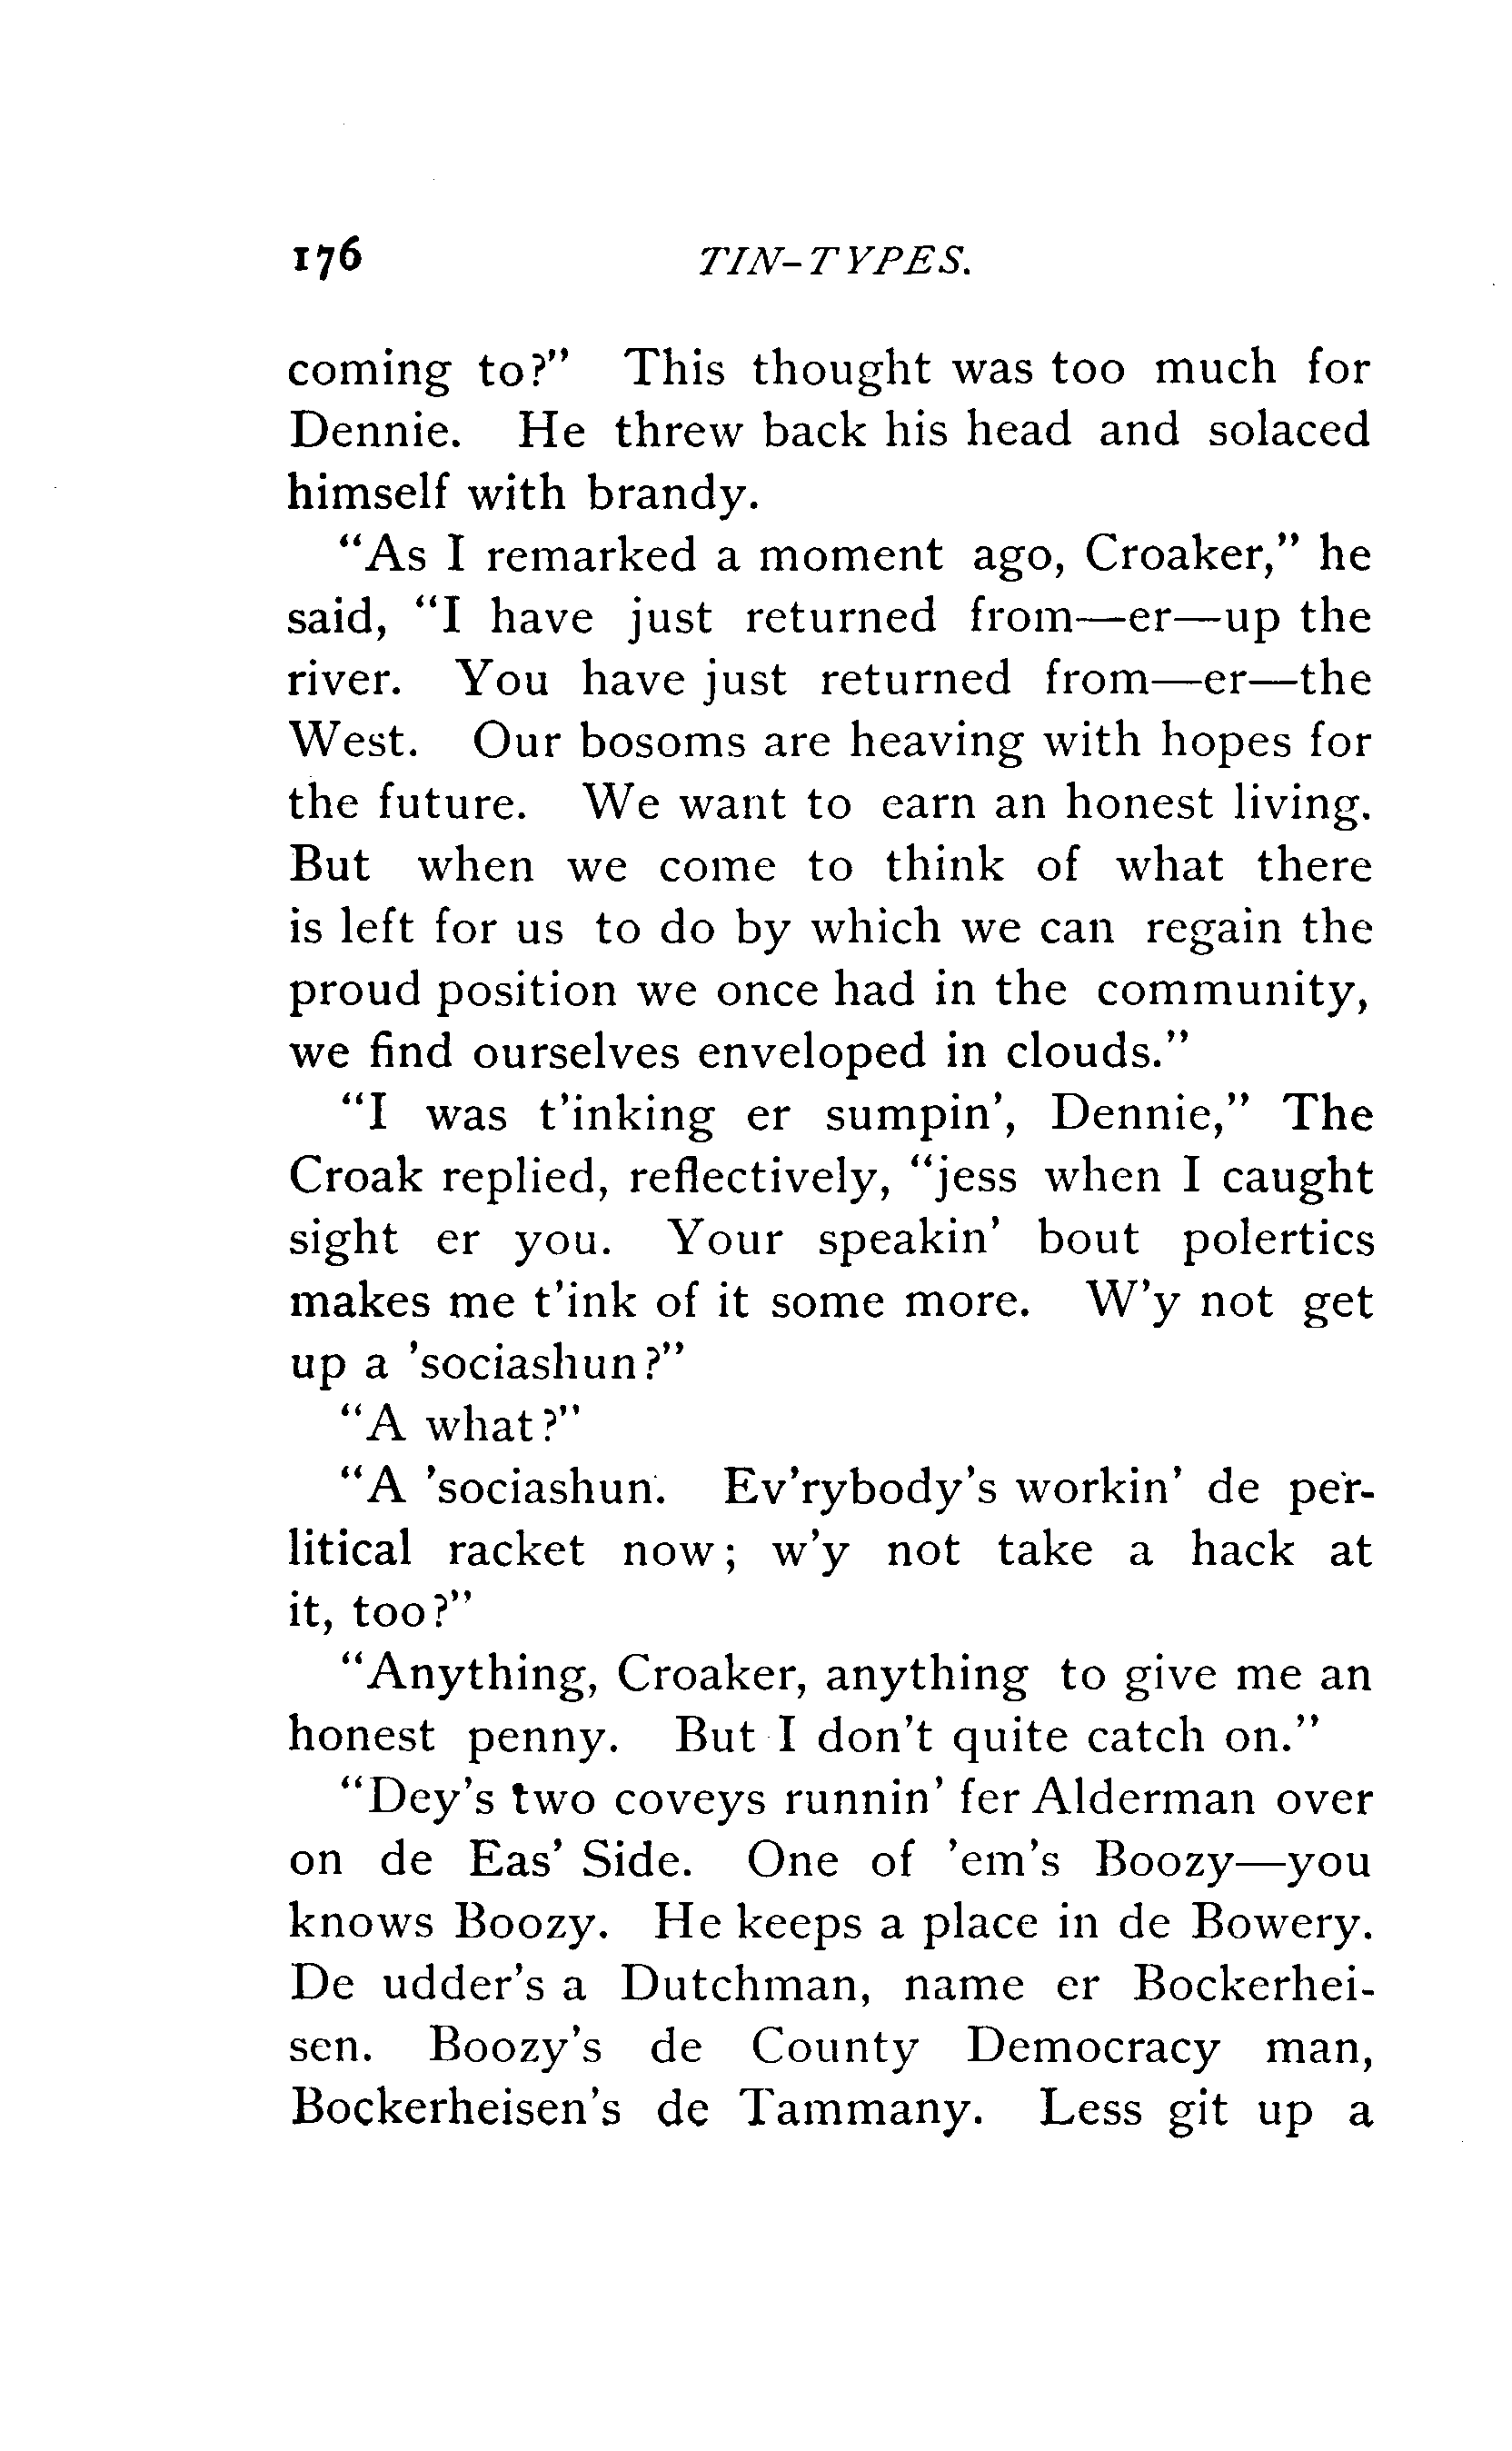 176 TIN-TYPES.
coming to?" This thought was too much for
Dennie. He threw back his head and solaced
himself with brandy.
"As I remarked a moment ago, Croaker," he
said, "I have just returned from—er—up the
river. You have just returned from—er—the
West. Our bosoms are heaving with hopes for
the future. We want to earn an honest living.
But when we come to think of what there
is left for us to do by which we can regain the
proud position we once had in the community,
we find ourselves enveloped in clouds."
"I was t'inking er sumpin', Dennie," The
Croak replied, reflectively, "jess when I caught
sight er you. Your speakin' bout polertics
makes me t'ink of it some more. W'y not get
up a 'sociashun?"
"A what?"
"A 'sociashun. Ev'rybody's workin' de per-
litical racket now; w'y not take a hack at
it, too?"
"Anything, Croaker, anything to give me an
honest penny. But I don't quite catch on."
"Dey's two coveys runnin' fer Alderman over
on de Eas' Side. One of 'em's Boozy—you
knows Boozy. He keeps a place in de Bowery.
De udder's a Dutchman, name er Bockerhei-
sen. Boozy's de County Democracy man,
Bockerheisen's de Tammany. Less git up a